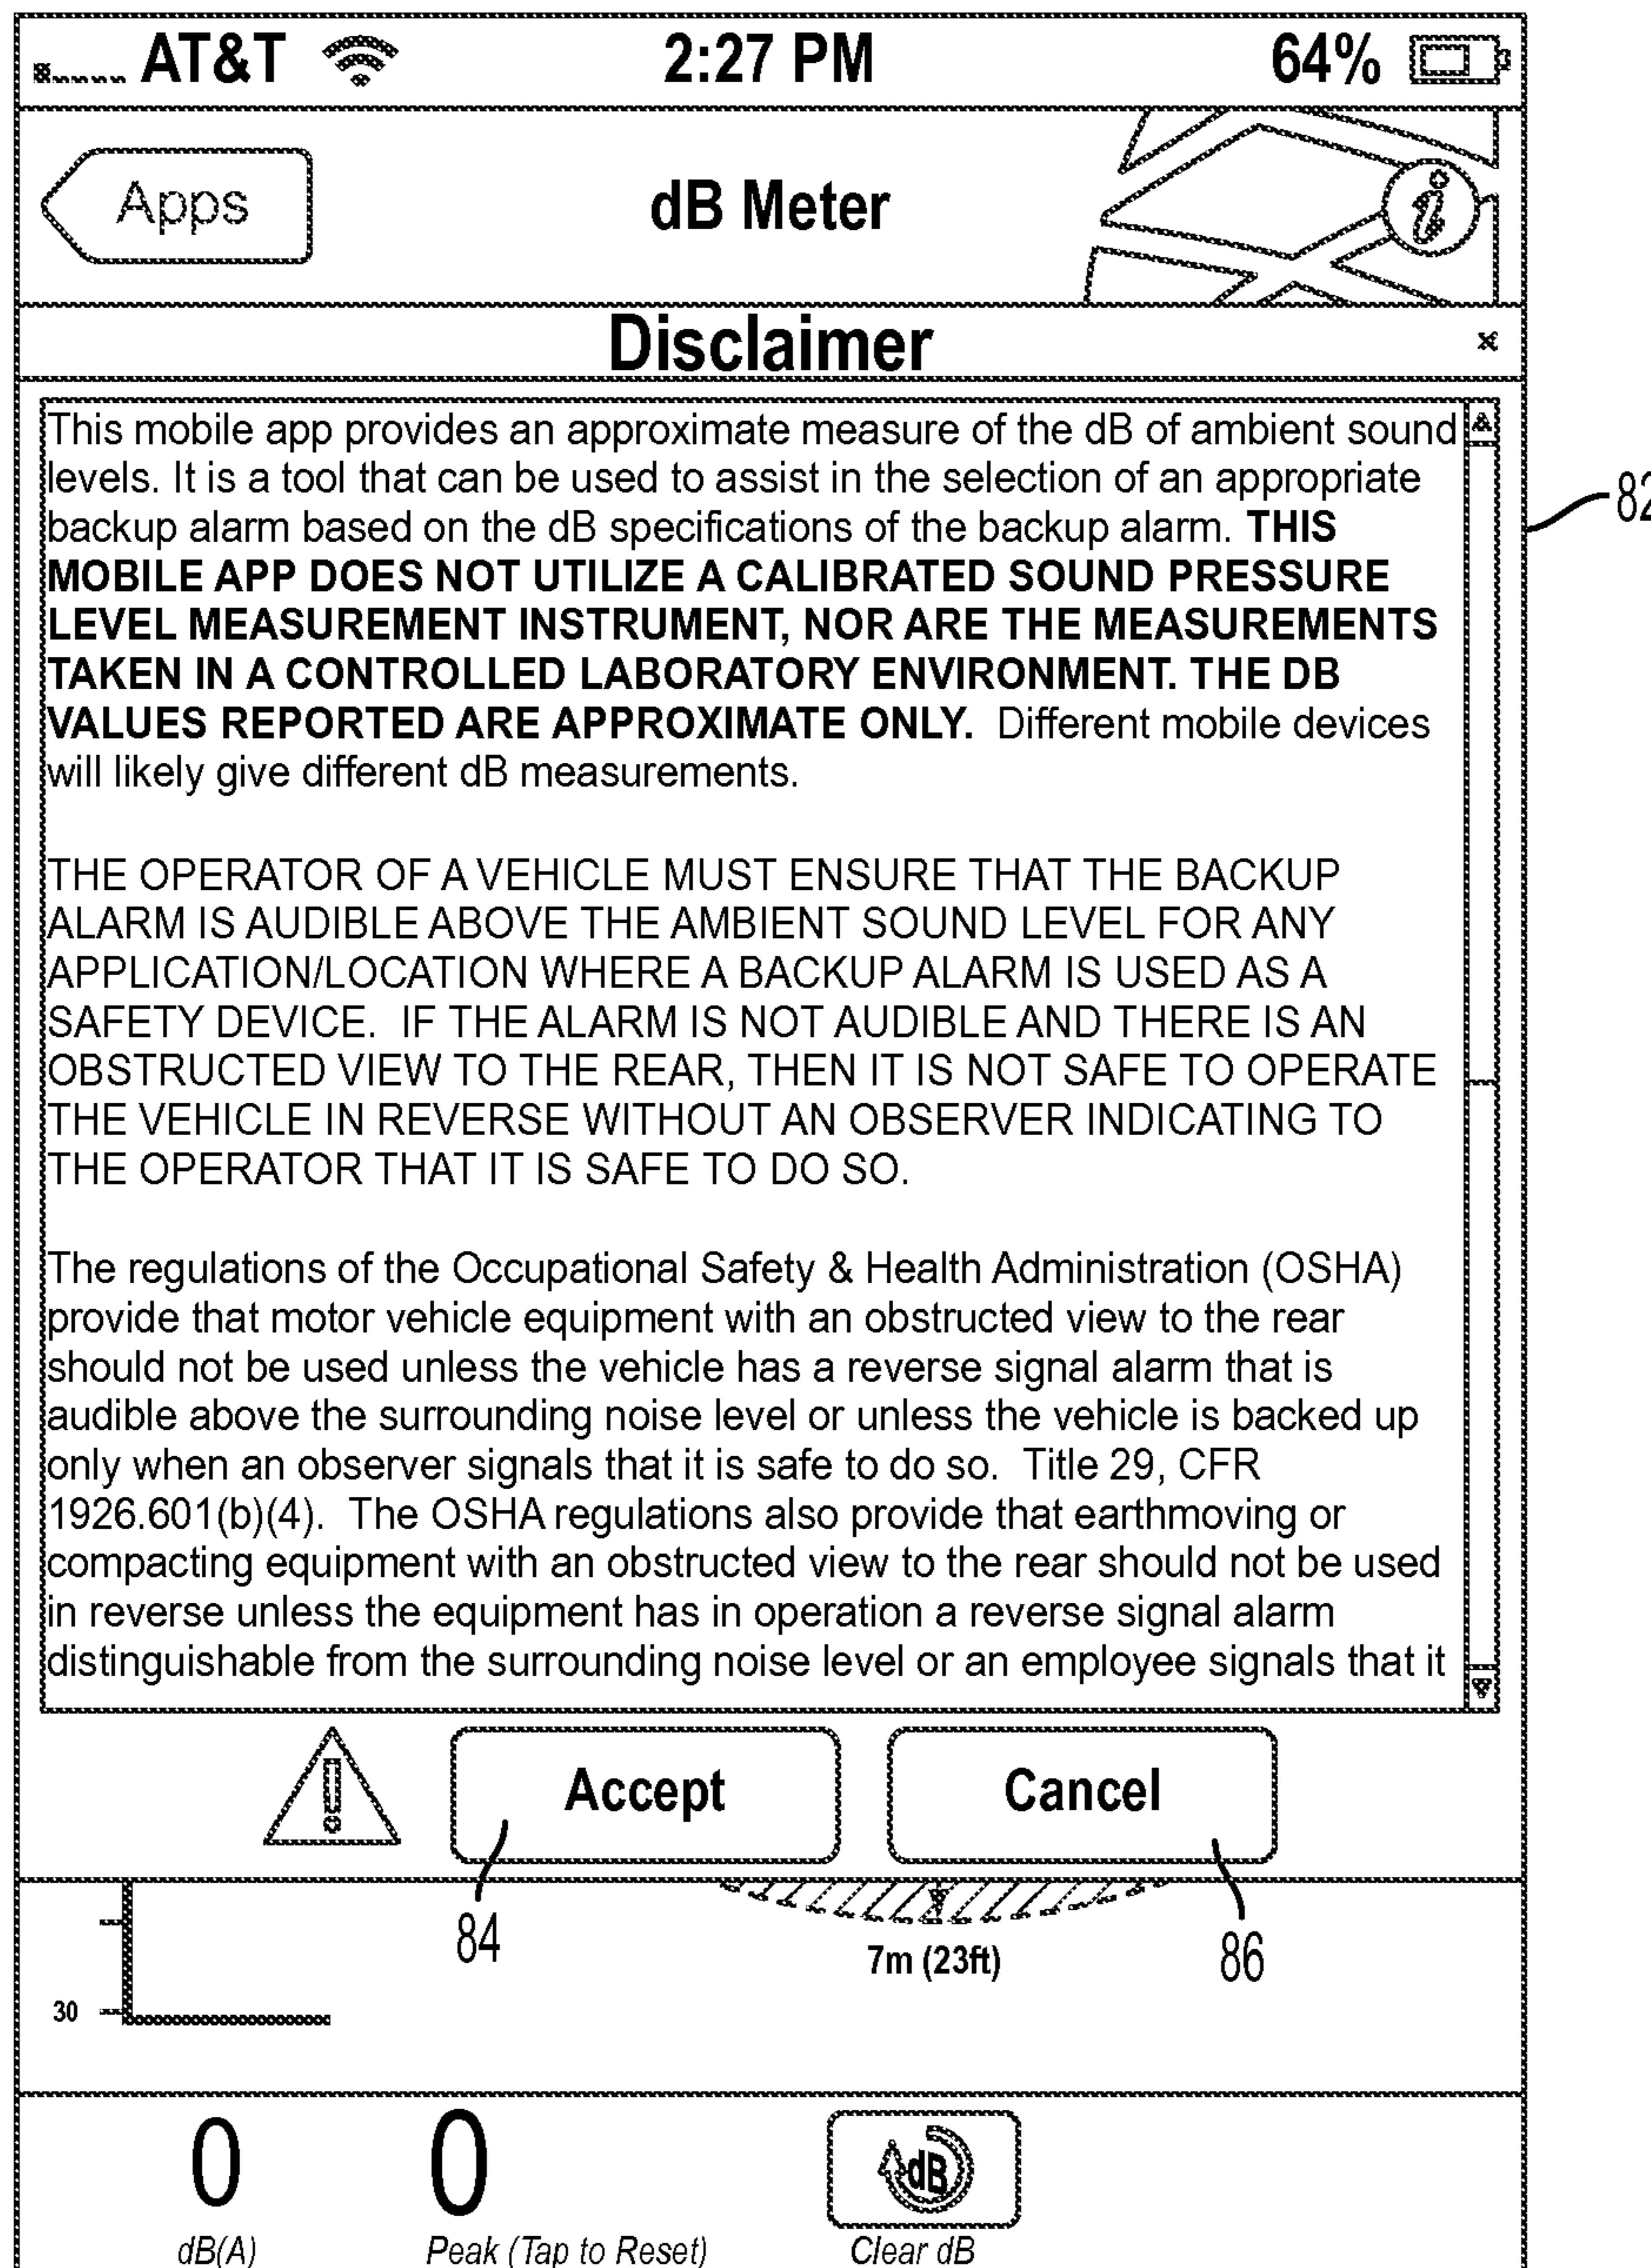 AT&T 2:27 PM 64%
Apps dB Meter i
Disclaimer x
This mobile app provides an approximate measure of the dB of ambient sound
levels. It is a tool that can be used to assist in the selection of an appropriate
backup alarm based on the dB specifications of the backup alarm. THIS
MOBILE APP DOES NOT UTILIZE A CALIBRATED SOUND PRESSURE
LEVEL MEASUREMENT INSTRUMENT, NOR ARE THE MEASUREMENTS
TAKEN IN A CONTROLLED LABORATORY ENVIRONMENT. THE DB
VALUES REPORTED ARE APPROXIMATE ONLY. Different mobile devices
will likely give different dB measurements.
THE OPERATOR OF A VEHICLE MUST ENSURE THAT THE BACKUP
ALARM IS AUDIBLE ABOVE THE AMBIENT SOUND LEVEL FOR ANY
APPLICATION/LOCATION WHERE A BACKUP ALARM IS USED AS A
SAFETY DEVICE. IF THE ALARM IS NOT AUDIBLE AND THERE IS AN
OBSTRUCTED VIEW TO THE REAR, THEN IT IS NOT SAFE TO OPERATE
THE VEHICLE IN REVERSE WITHOUT AN OBSERVER INDICATING TO
THE OPERATOR THAT IT IS SAFE TO DO SO.
The regulations of the Occupational Safety & Health Administration (OSHA)
provide that motor vehicle equipment with an obstructed view to the rear
should not be used unless the vehicle has a reverse signal alarm that is
audible above the surrounding noise level or unless the vehicle is backed up
only when an observer signals that it is safe to do so. Title 29, CFR
1926.601(b)(4). The OSHA regulations also provide that earthmoving or
compacting equipment with an obstructed view to the rear should not be used
in reverse unless the equipment has in operation a reverse signal alarm
distinguishable from the surrounding noise level or an employee signals that it
82
! Accept Cancel
84 86
7m (23ft)
30
0 0 dB
dB(A) Peak (Tap to Reset) Clear dB